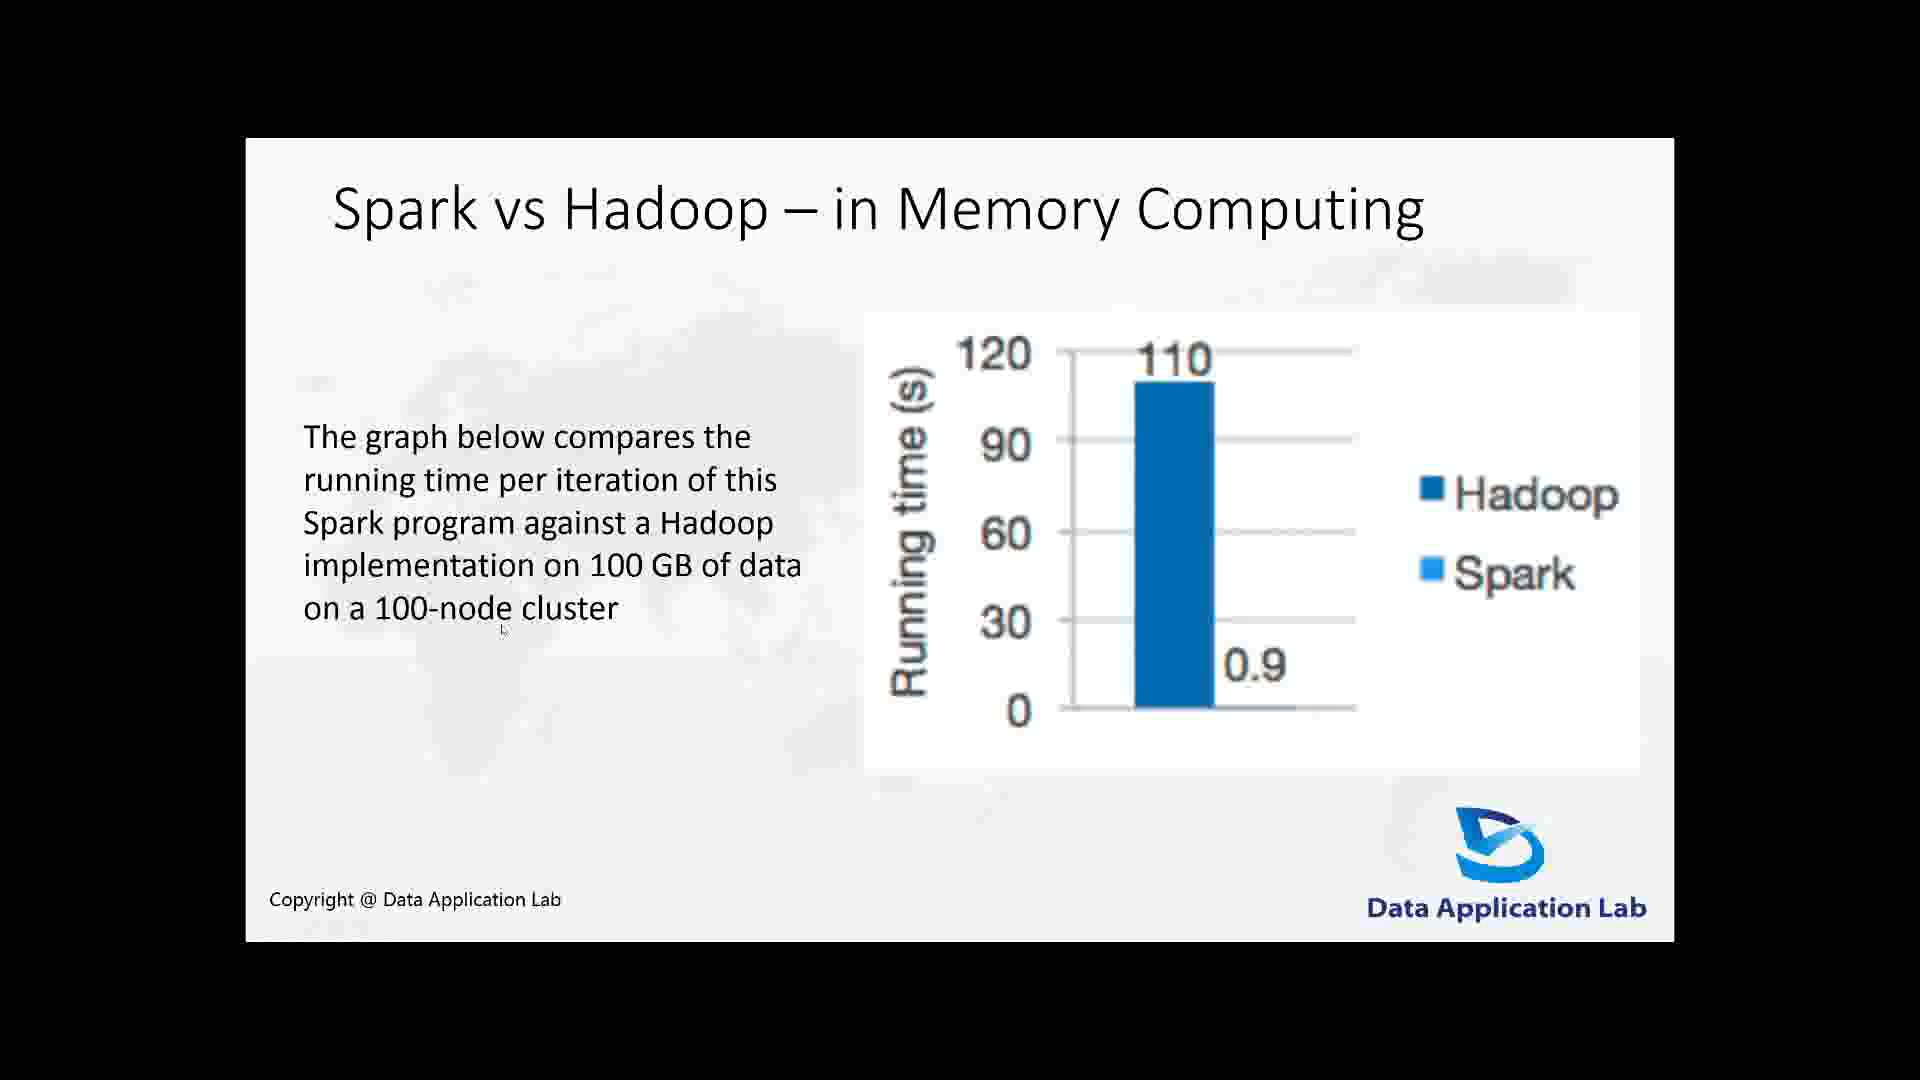 Spark vs Hadoop – in Memory Computing
The graph below compares the
running time per iteration of this
Spark program against a Hadoop
implementation on 100 GB of data
on a 100-node cluster
Running time (s)
120
90
60
30
0
110
0.9
Hadoop
Spark
Copyright @ Data Application Lab
Data Application Lab